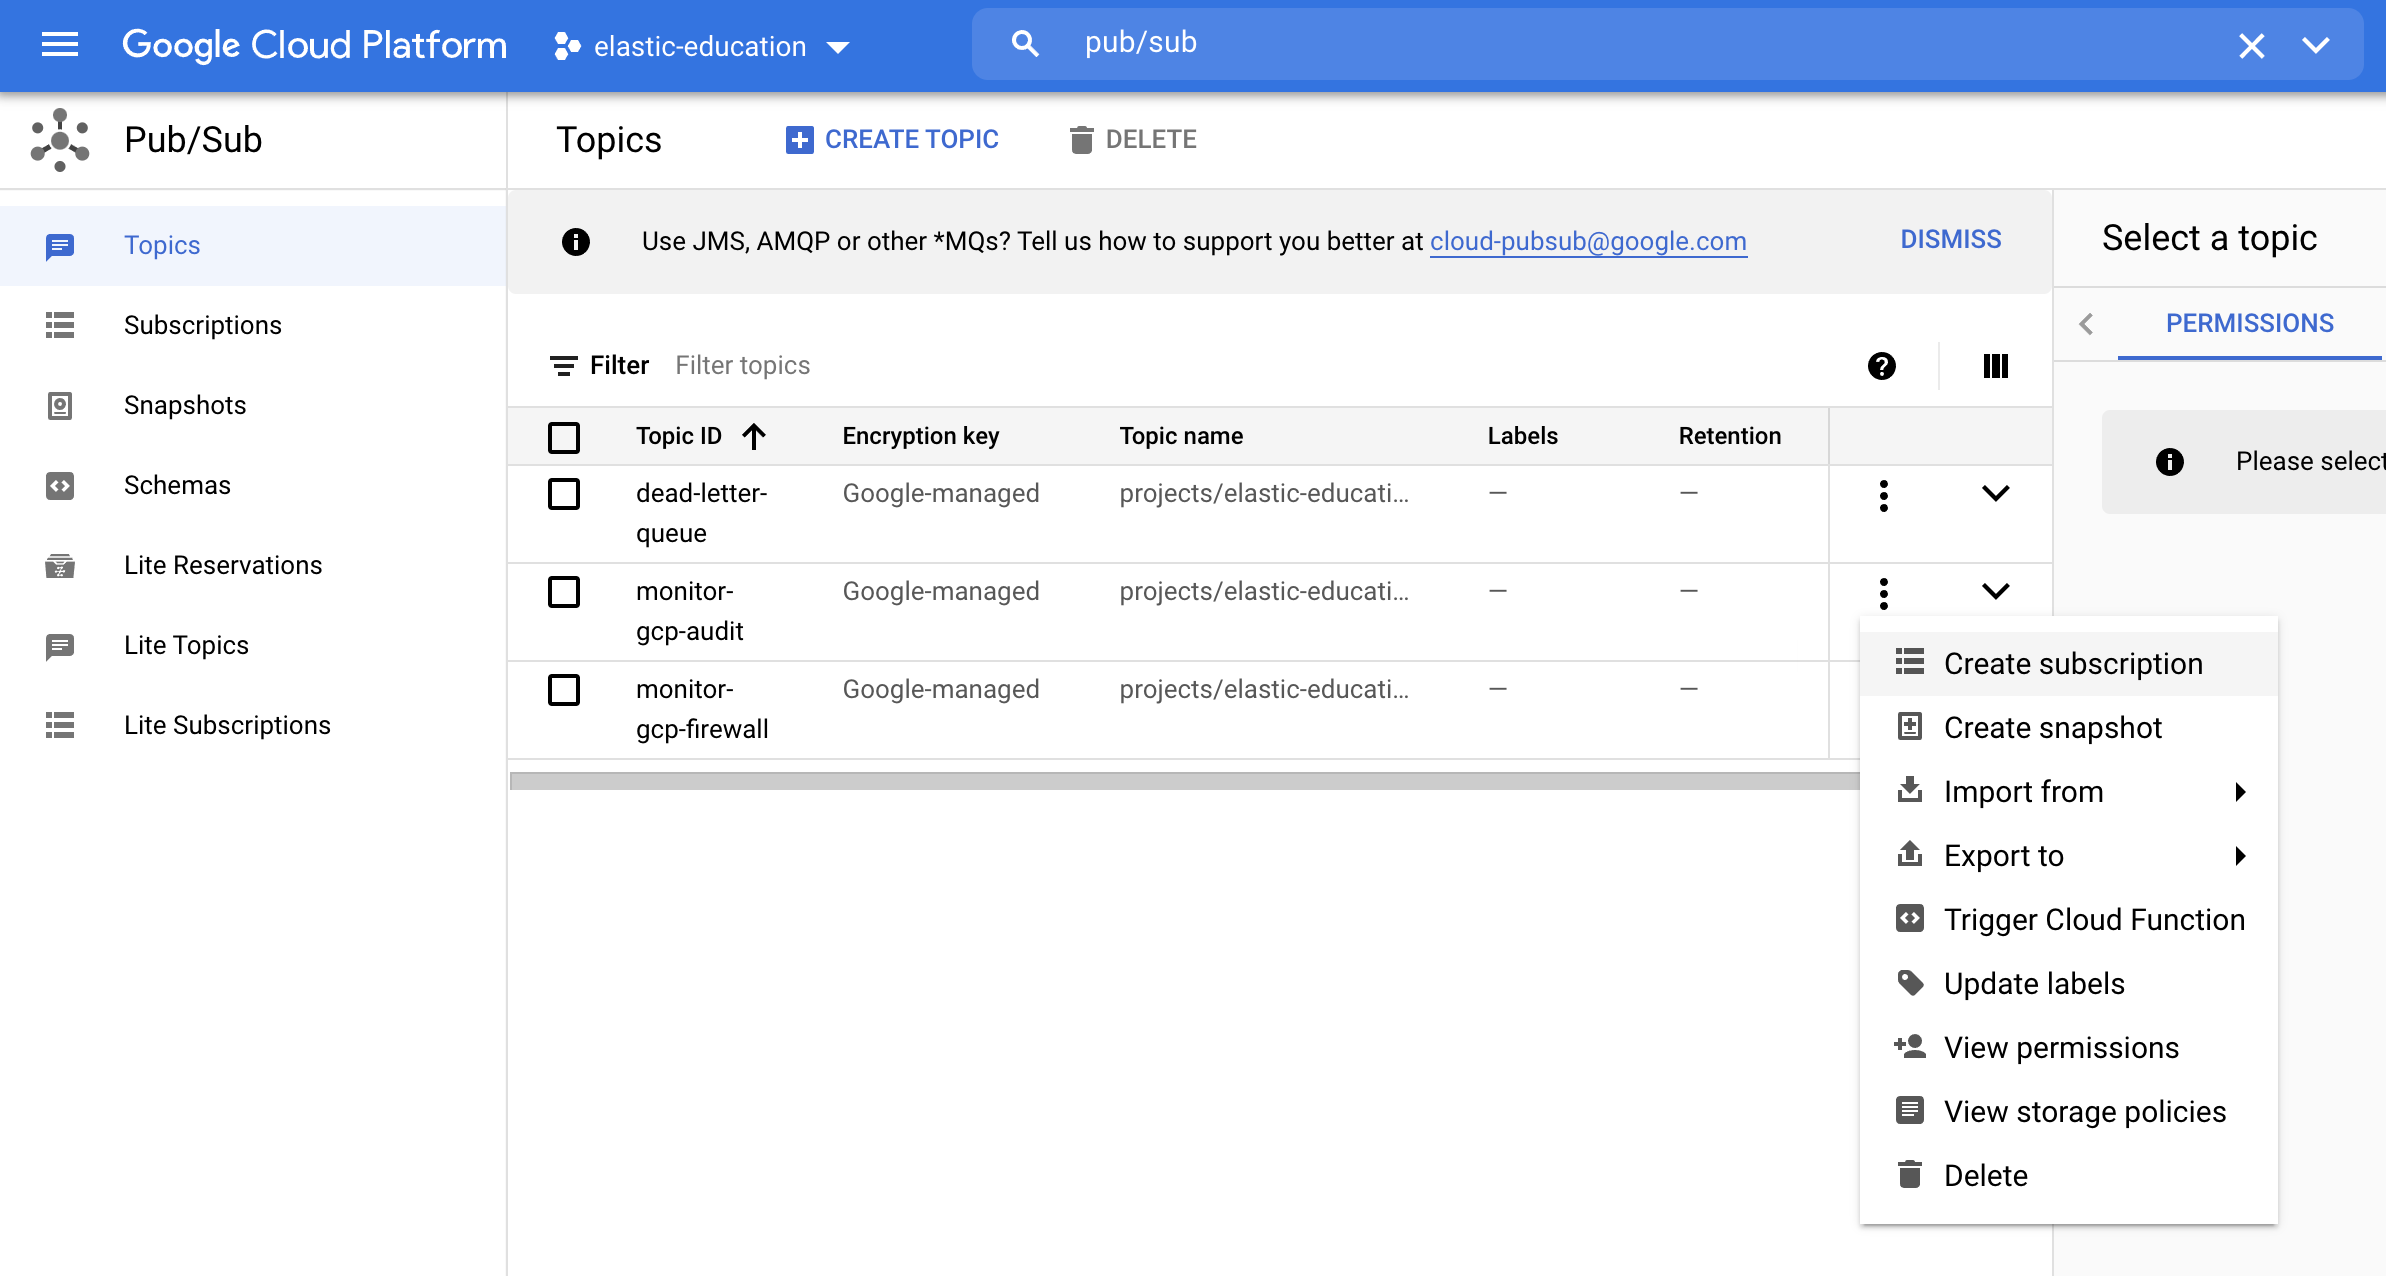 Google Cloud Platform
elastic-education
pub/sub
Pub/Sub
Topics
CREATE TOPIC
DELETE
Topics
Subscriptions
Snapshots
Schemas
Lite Reservations
Lite Topics
Lite Subscriptions
Use JMS, AMQP or other *MQs? Tell us how to support you better at cloud-pubsub@google.com
DISMISS
Filter Filter topics
Topic ID Encryption key Topic name Labels Retention
dead-letter- Google-managed projects/elastic-educati... — —
queue
monitor- Google-managed projects/elastic-educati... — —
gcp-audit
monitor- Google-managed projects/elastic-educati... — —
gcp-firewall
Select a topic
PERMISSIONS
Please select
Create subscription
Create snapshot
Import from
Export to
Trigger Cloud Function
Update labels
View permissions
View storage policies
Delete